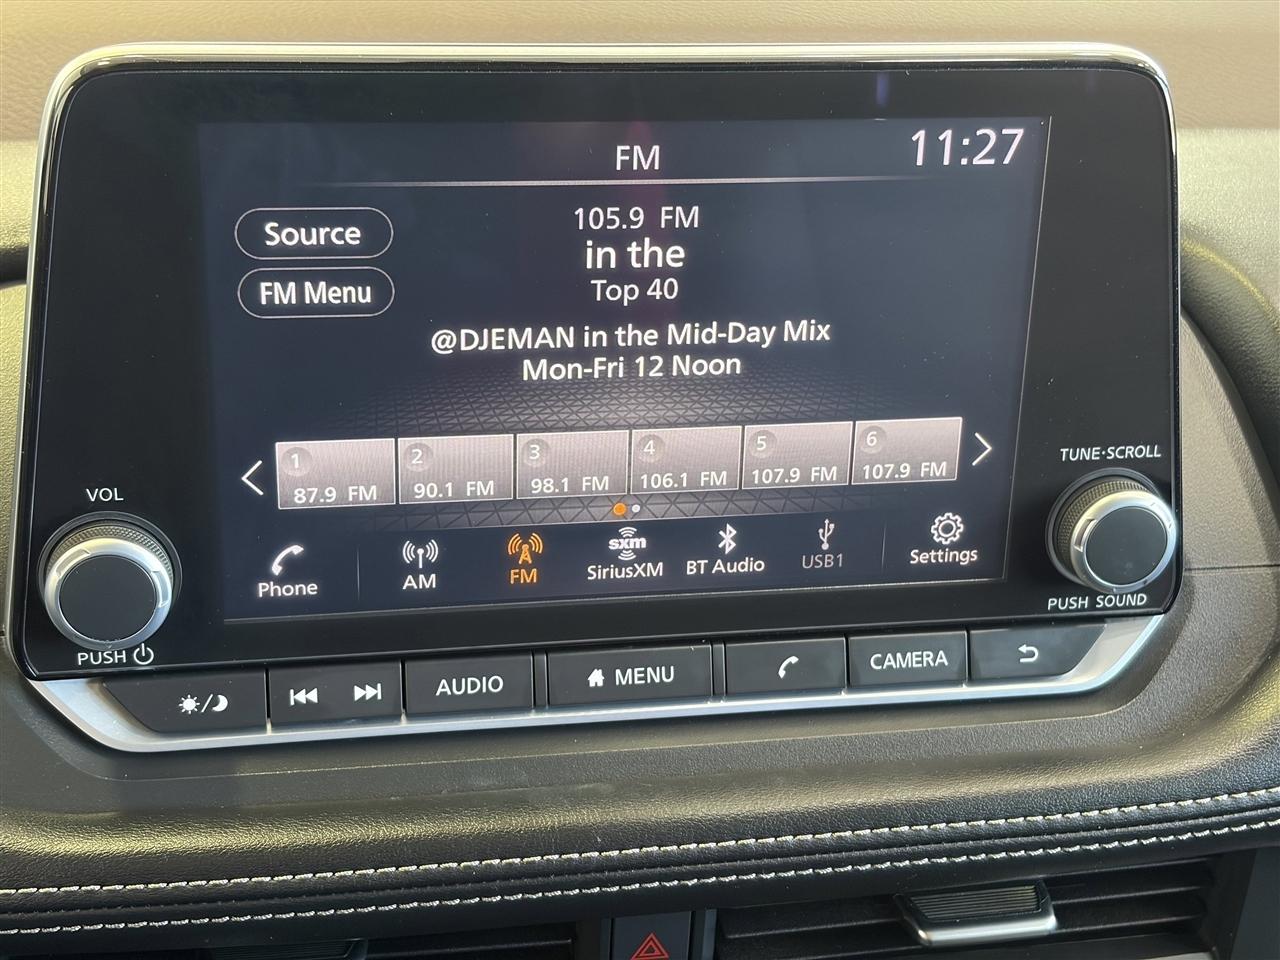 FM
11:27
Source
105.9 FM
in the
FM Menu
Top 40
@DJEMAN in the Mid-Day Mix
Mon-Fri 12 Noon
1
87.9 FM
2
90.1 FM
3
98.1 FM
4
106.1 FM
5
107.9 FM
6
107.9 FM
VOL
PUSH
TUNE·SCROLL
PUSH SOUND
Phone
AM
FM
sxm
SiriusXM
BT Audio
USB1
Settings
AUDIO
MENU
CAMERA